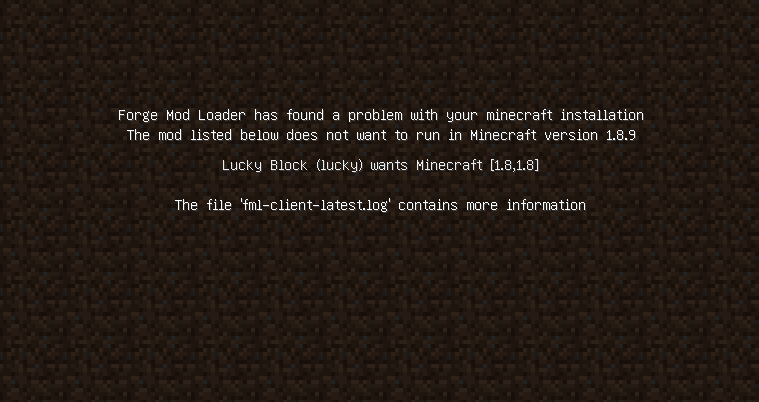 Forge Mod Loader has found a problem with your minecraft installation
The mod listed below does not want to run in Minecraft version 1.8.9
Lucky Block (lucky) wants Minecraft [1.8,1.8]
The file 'fml-client-latest.log' contains more information